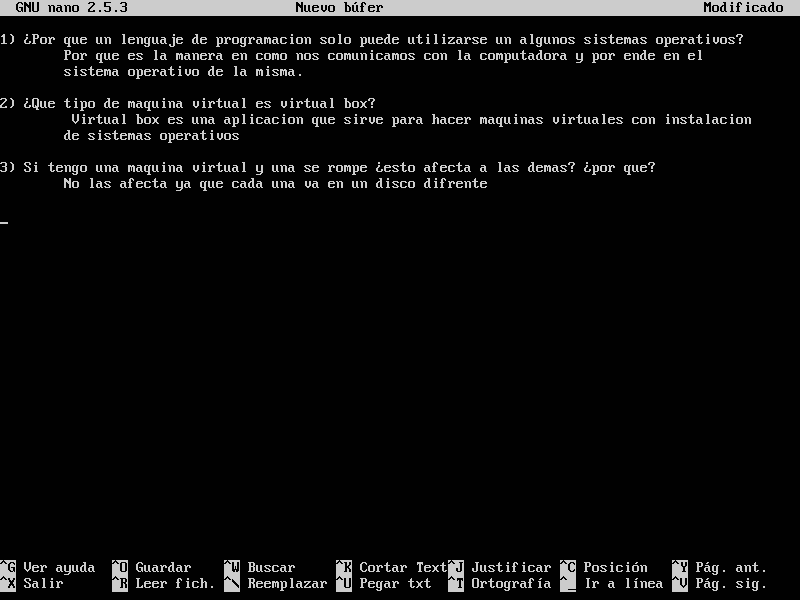 GNU nano 2.5.3 Nuevo búfer Modificado
1) ¿Por que un lenguaje de programacion solo puede utilizarse un algunos sistemas operativos?
Por que es la manera en como nos comunicamos con la computadora y por ende en el
sistema operativo de la misma.
2) ¿Que tipo de maquina virtual es virtual box?
Virtual box es una aplicacion que sirve para hacer maquinas virtuales con instalacion
de sistemas operativos
3) Si tengo una maquina virtual y una se rompe ¿esto afecta a las demas? ¿por que?
No las afecta ya que cada una va en un disco difrente
^G Ver ayuda ^O Guardar ^W Buscar ^K Cortar Text ^J Justificar ^C Posición ^Y Pág. ant.
^X Salir ^R Leer fich. ^\ Reemplazar ^U Pegar txt ^T Ortografía ^_ Ir a línea ^V Pág. sig.